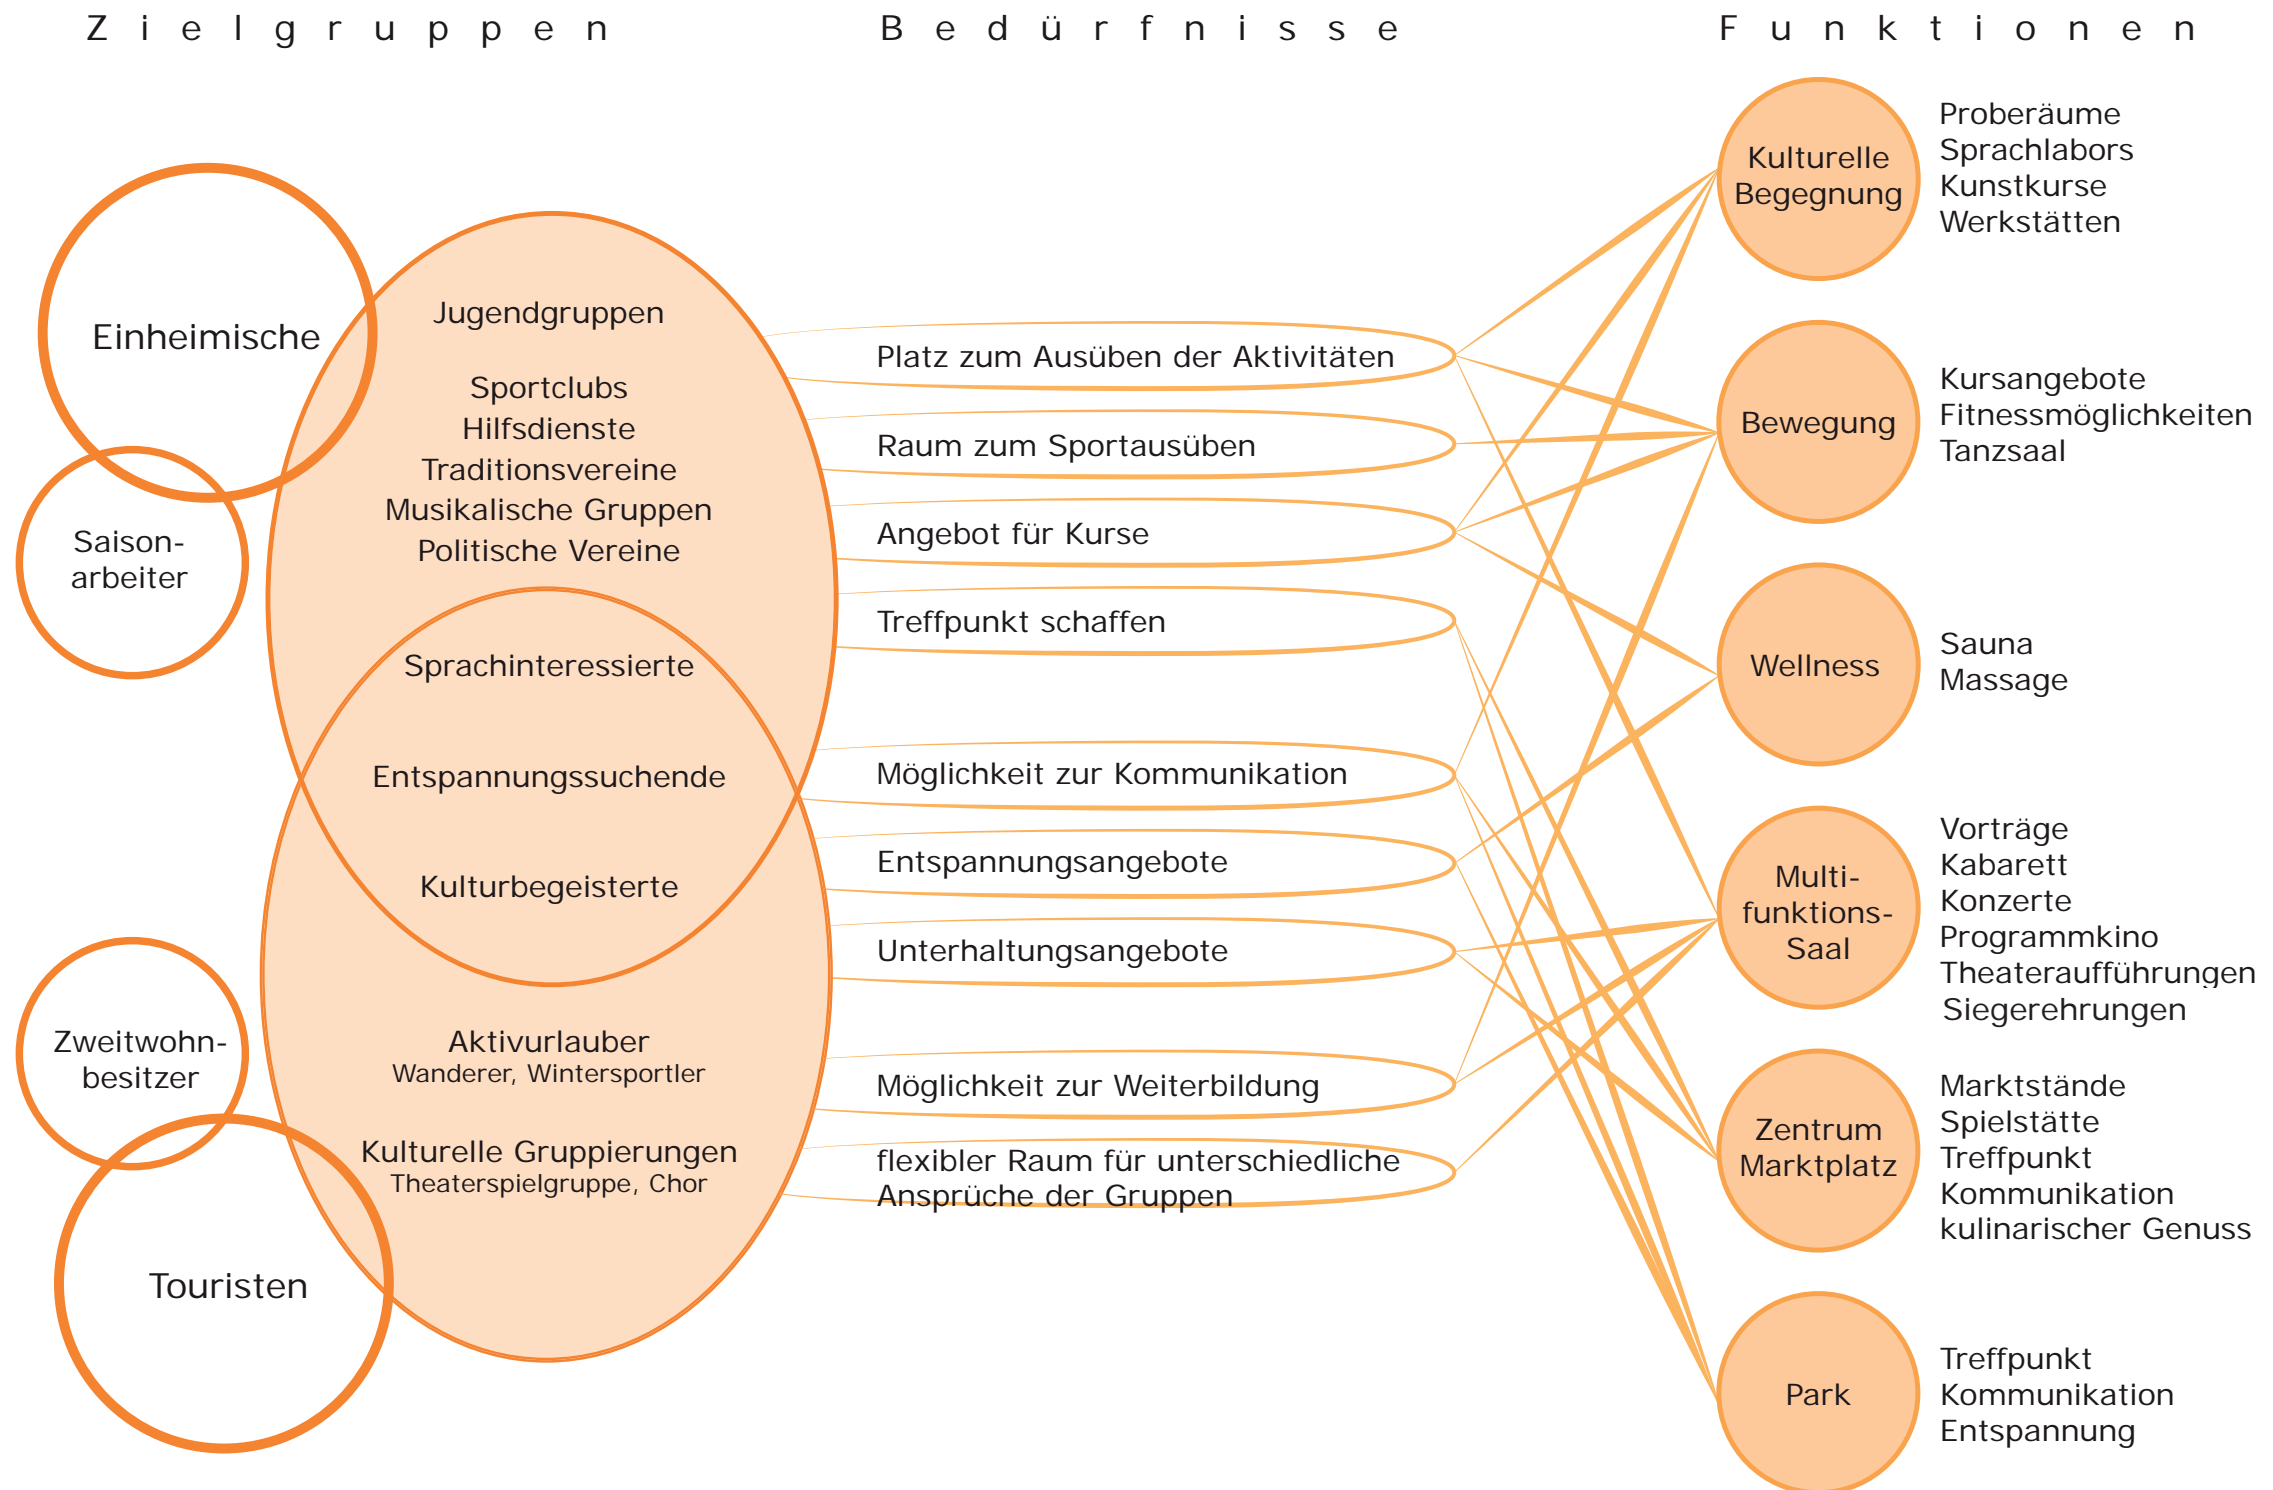 Zielgruppen
Einheimische
Saison-
arbeiter
Zweitwohn-
besitzer
Touristen
Jugendgruppen
Sportclubs
Hilfsdienste
Traditionsvereine
Musikalische Gruppen
Politische Vereine
Sprachinteressierte
Entspannungssuchende
Kulturbegeisterte
Aktivurlauber
Wanderer, Wintersportler
Kulturelle Gruppierungen
Theaterspielgruppe, Chor
Bedürfnisse
Platz zum Ausüben der Aktivitäten
Raum zum Sportausüben
Angebot für Kurse
Treffpunkt schaffen
Möglichkeit zur Kommunikation
Entspannungsangebote
Unterhaltungsangebote
Möglichkeit zur Weiterbildung
flexibler Raum für unterschiedliche
Ansprüche der Gruppen
Funktionen
Kulturelle
Begegnung
Proberäume
Sprachlabors
Kunstkurse
Werkstätten
Bewegung
Kursangebote
Fitnessmöglichkeiten
Tanzsaal
Wellness
Sauna
Massage
Multi-
funktions-
Saal
Vorträge
Kabarett
Konzerte
Programmkino
Theateraufführungen
Siegerehrungen
Zentrum
Marktplatz
Marktstände
Spielstätte
Treffpunkt
Kommunikation
kulinarischer Genuss
Park
Treffpunkt
Kommunikation
Entspannung